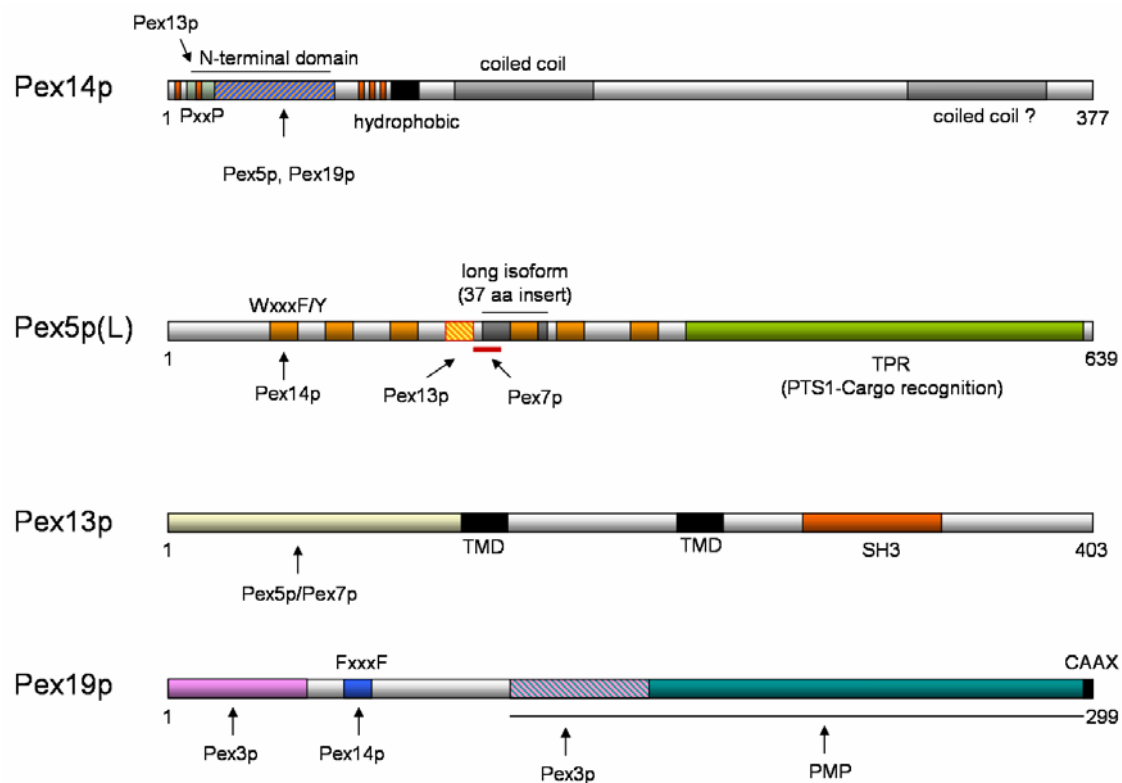 Pex13p
N-terminal domain
coiled coil
Pex14p
1
PxxP
hydrophobic
coiled coil ?
377
Pex5p, Pex19p
long isoform
(37 aa insert)
WxxxF/Y
Pex5p(L)
1
639
Pex14p
Pex13p
Pex7p
TPR
(PTS1-Cargo recognition)
Pex13p
1
TMD
TMD
SH3
403
Pex5p/Pex7p
FxxxF
CAAX
Pex19p
1
299
Pex3p
Pex14p
Pex3p
PMP